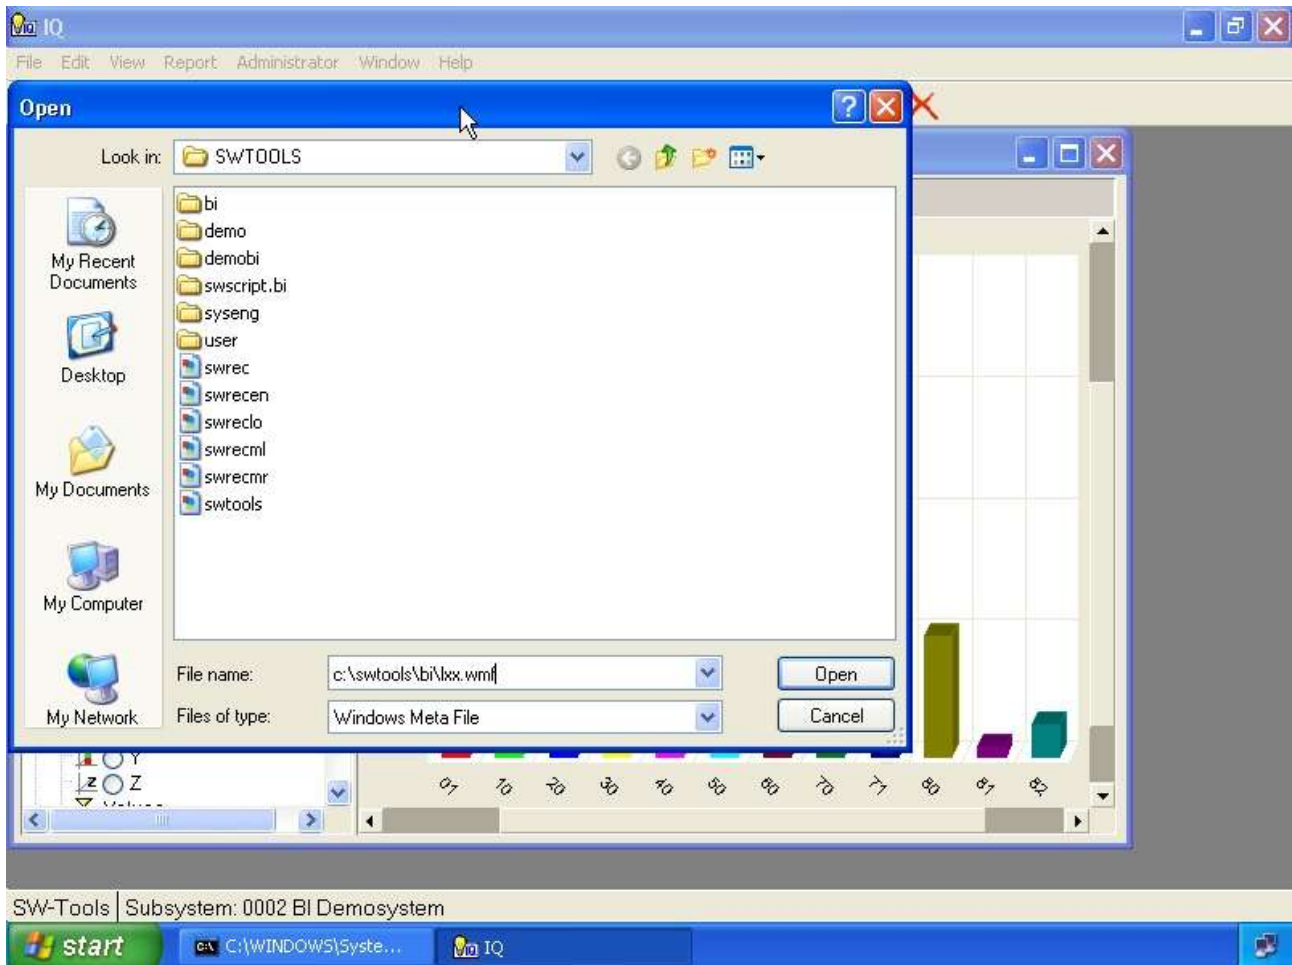 IQ
File Edit View Report Administrator Window Help
Open
Look in: SWTOOLS
bi
demo
demobi
swscript.bi
syseng
user
swrec
swrecen
swreclo
swrecml
swrecmr
swtools
My Recent
Documents
Desktop
My Documents
My Computer
My Network
File name: c:\swtools\bi\lxx.wmf
Open
Files of type: Windows Meta File
Cancel
Y
Z Z
01 10 20 30 40 50 60 70 71 80 81 82
SW-Tools Subsystem: 0002 BI Demosystem
start C:\WINDOWS\Syste... IQ